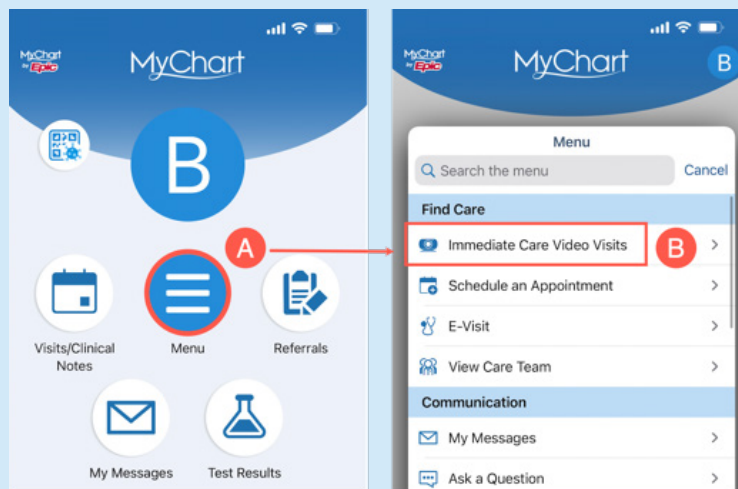 MyChart
by Epic
MyChart
B
A
Visits/Clinical
Notes
Menu
Referrals
My Messages
Test Results
MyChart
by Epic
MyChart
B
Menu
Search the menu
Cancel
Find Care
Immediate Care Video Visits
B
Schedule an Appointment
E-Visit
View Care Team
Communication
My Messages
Ask a Question